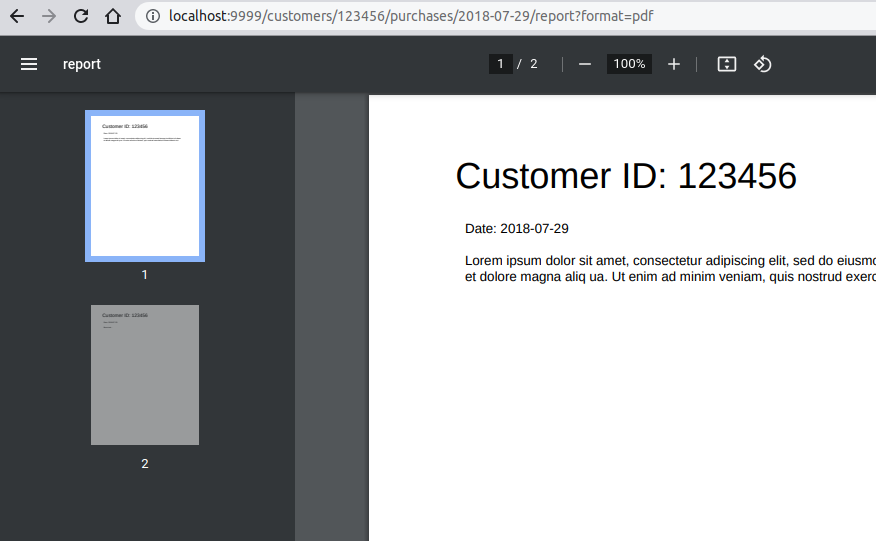 localhost:9999/customers/123456/purchases/2018-07-29/report?format=pdf
report
1 / 2
100%
Customer ID: 123456
1
Customer ID: 123456
2
Customer ID: 123456
Date: 2018-07-29
Lorem ipsum dolor sit amet, consectetur adipiscing elit, sed do eiusmo
et dolore magna aliq ua. Ut enim ad minim veniam, quis nostrud exerc